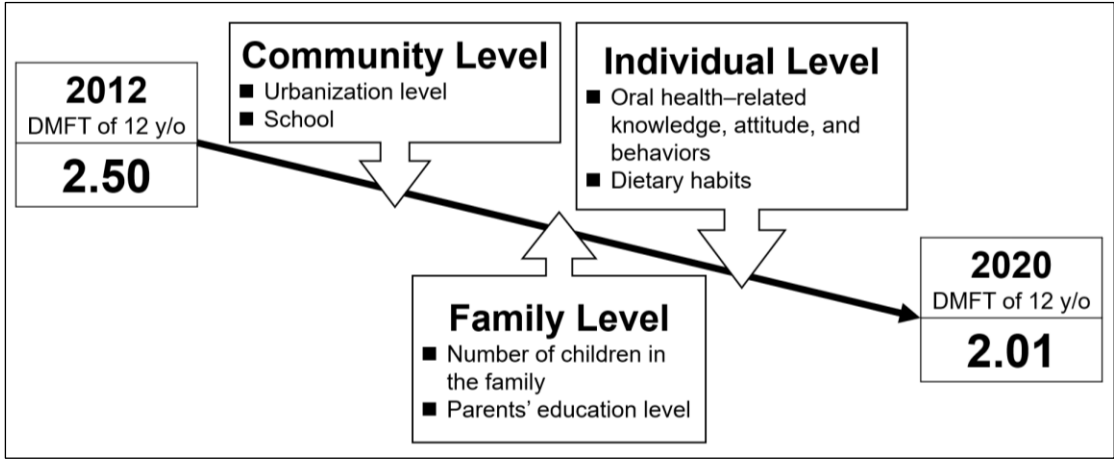 2012
DMFT of 12 y/o
2.50
Community Level
■ Urbanization level
■ School
Individual Level
■ Oral health–related
knowledge, attitude, and
behaviors
■ Dietary habits
Family Level
■ Number of children in
the family
■ Parents’ education level
2020
DMFT of 12 y/o
2.01